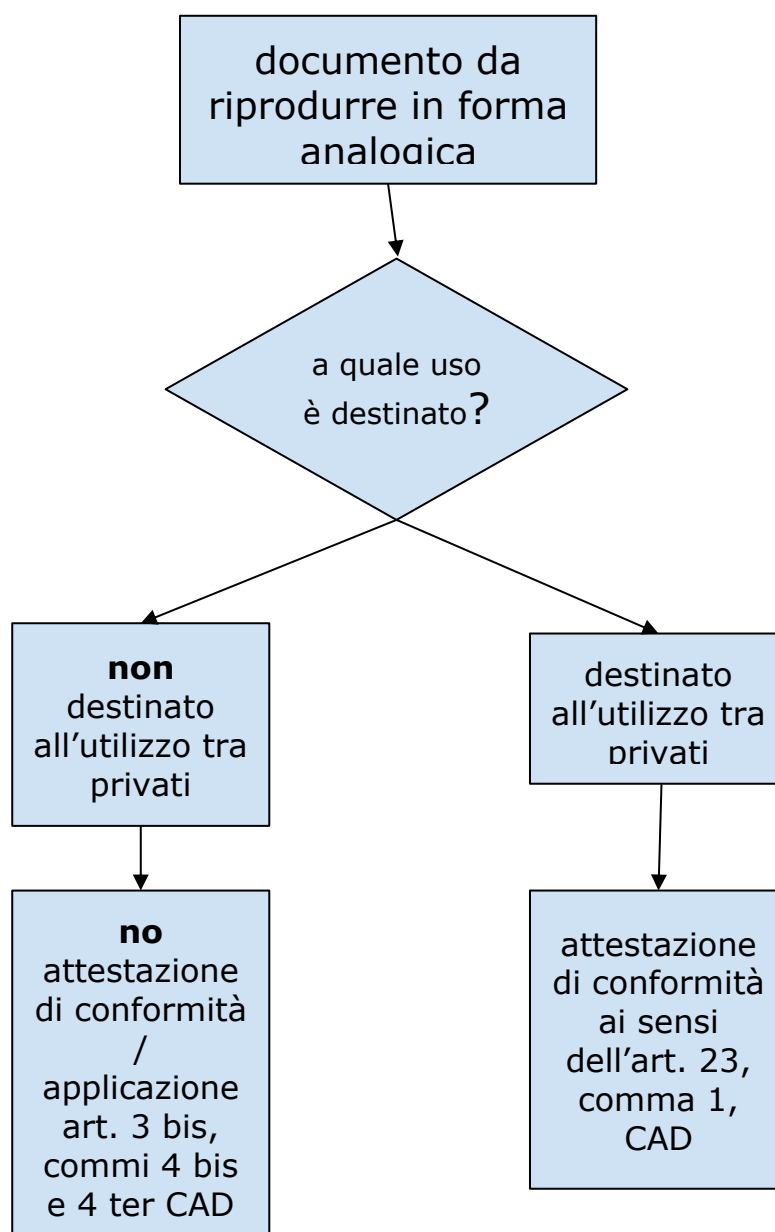 documento da
riprodurre in forma
analogica
a quale uso
è destinato?
non
destinato
all’utilizzo tra
privati
destinato
all’utilizzo tra
privati
no
attestazione
di conformità
/
applicazione
art. 3 bis,
commi 4 bis
e 4 ter CAD
attestazione
di conformità
ai sensi
dell’art. 23,
comma 1,
CAD